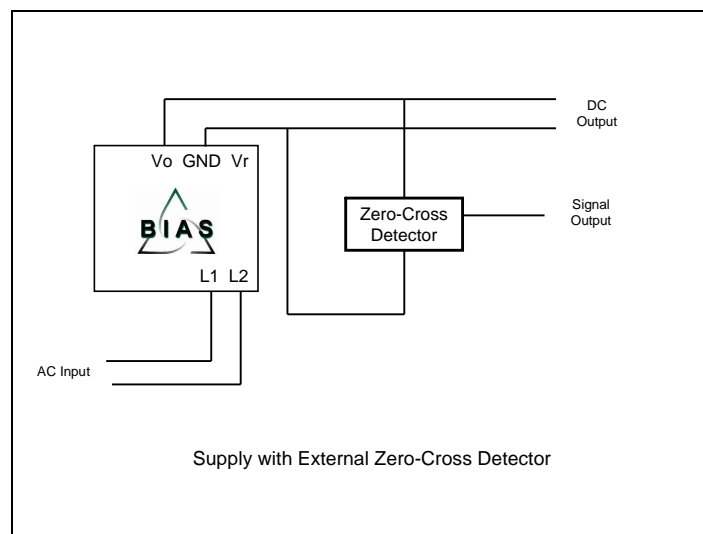 DC
Output
Vo GND Vr
BIAS
Zero-Cross
Detector
Signal
Output
L1 L2
AC Input
Supply with External Zero-Cross Detector